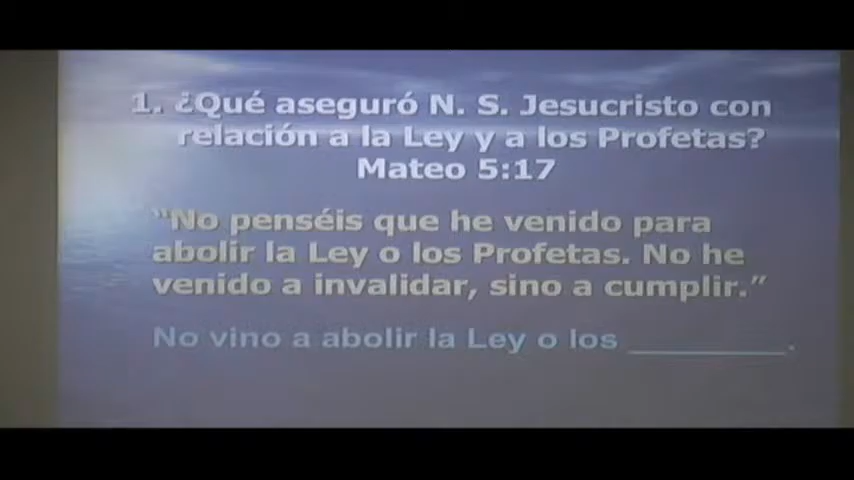 1. ¿Qué aseguró N. S. Jesucristo con
relación a la Ley y a los Profetas?
Mateo 5:17
"No penséis que he venido para
abolir la Ley o los Profetas. No he
venido a invalidar, sino a cumplir."
No vino a abolir la Ley o los __________.